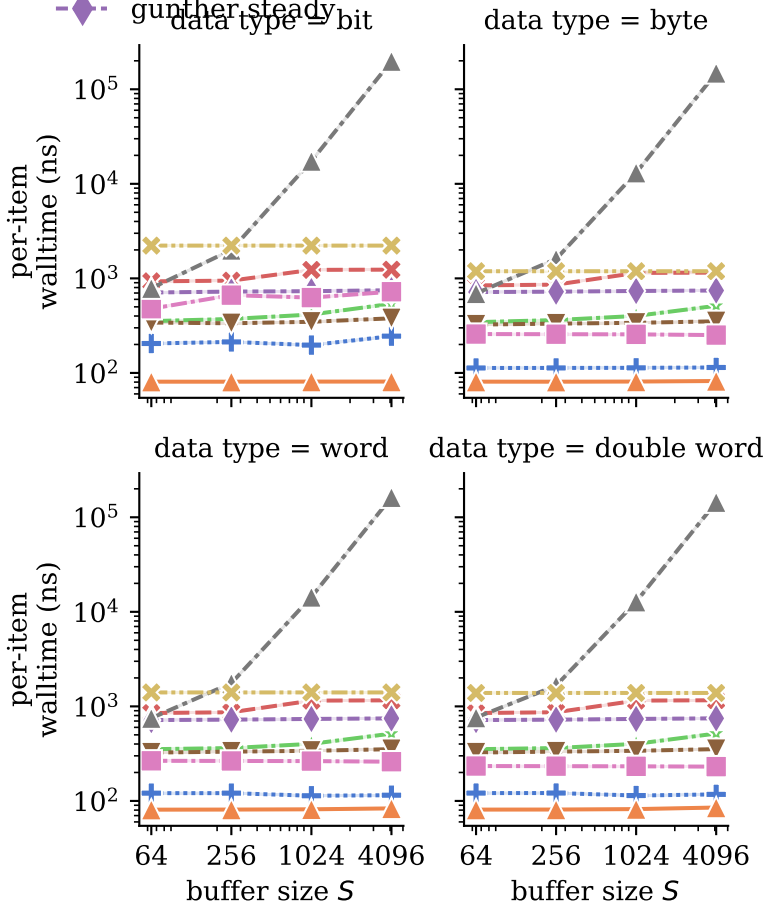 gunther steady
data type = bit
data type = byte
per-item
walltime (ns)
10⁵
10⁴
10³
10²
data type = word
data type = double word
per-item
walltime (ns)
10⁵
10⁴
10³
10²
64 256 1024 4096
64 256 1024 4096
buffer size S
buffer size S